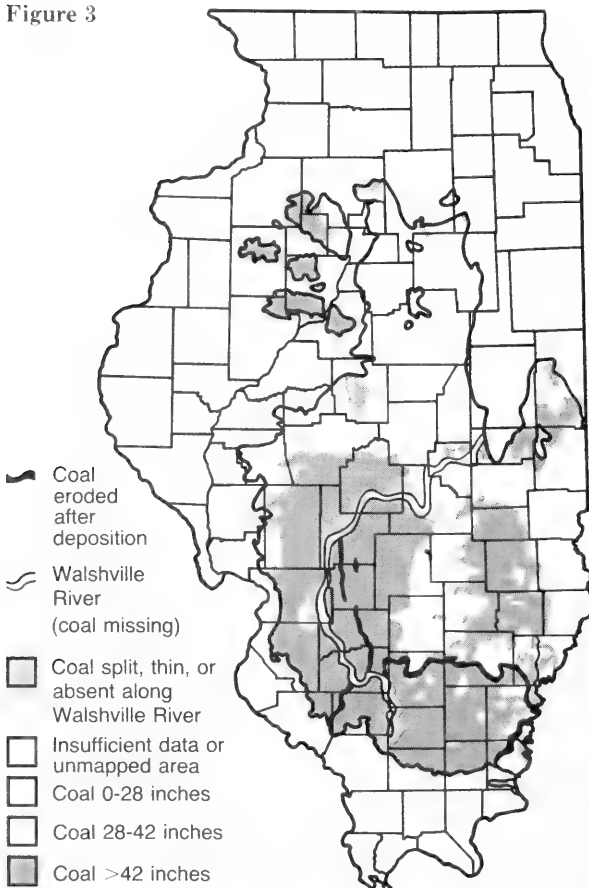 Figure 3
Coal
eroded
after
deposition
Walshville
River
(coal missing)
Coal split, thin, or
absent along
Walshville River
Insufficient data or
unmapped area
Coal 0-28 inches
Coal 28-42 inches
Coal >42 inches